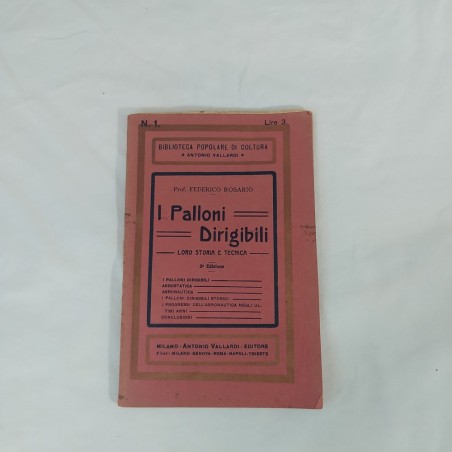 N. 1.
Lire 3
BIBLIOTECA POPOLARE DI COLTURA
ANTONIO VALLARDI
Prof. FEDERICO ROSARIO
I Palloni
Dirigibili
LORO STORIA E TECNICA
Edizione
I PALLONI DIRIGIBILI
AEROSTATICA
AERONAUTICA
I PALLONI DIRIGIBILI STORICI
I PROGRESSI DELL'AERONAUTICA NEGLI UL-
TIMI ANNI
CONCLUSIONI
MILANO - ANTONIO VALLARDI - EDITORE
MILANO - GENOVA - ROMA - NAPOLI - TRIESTE